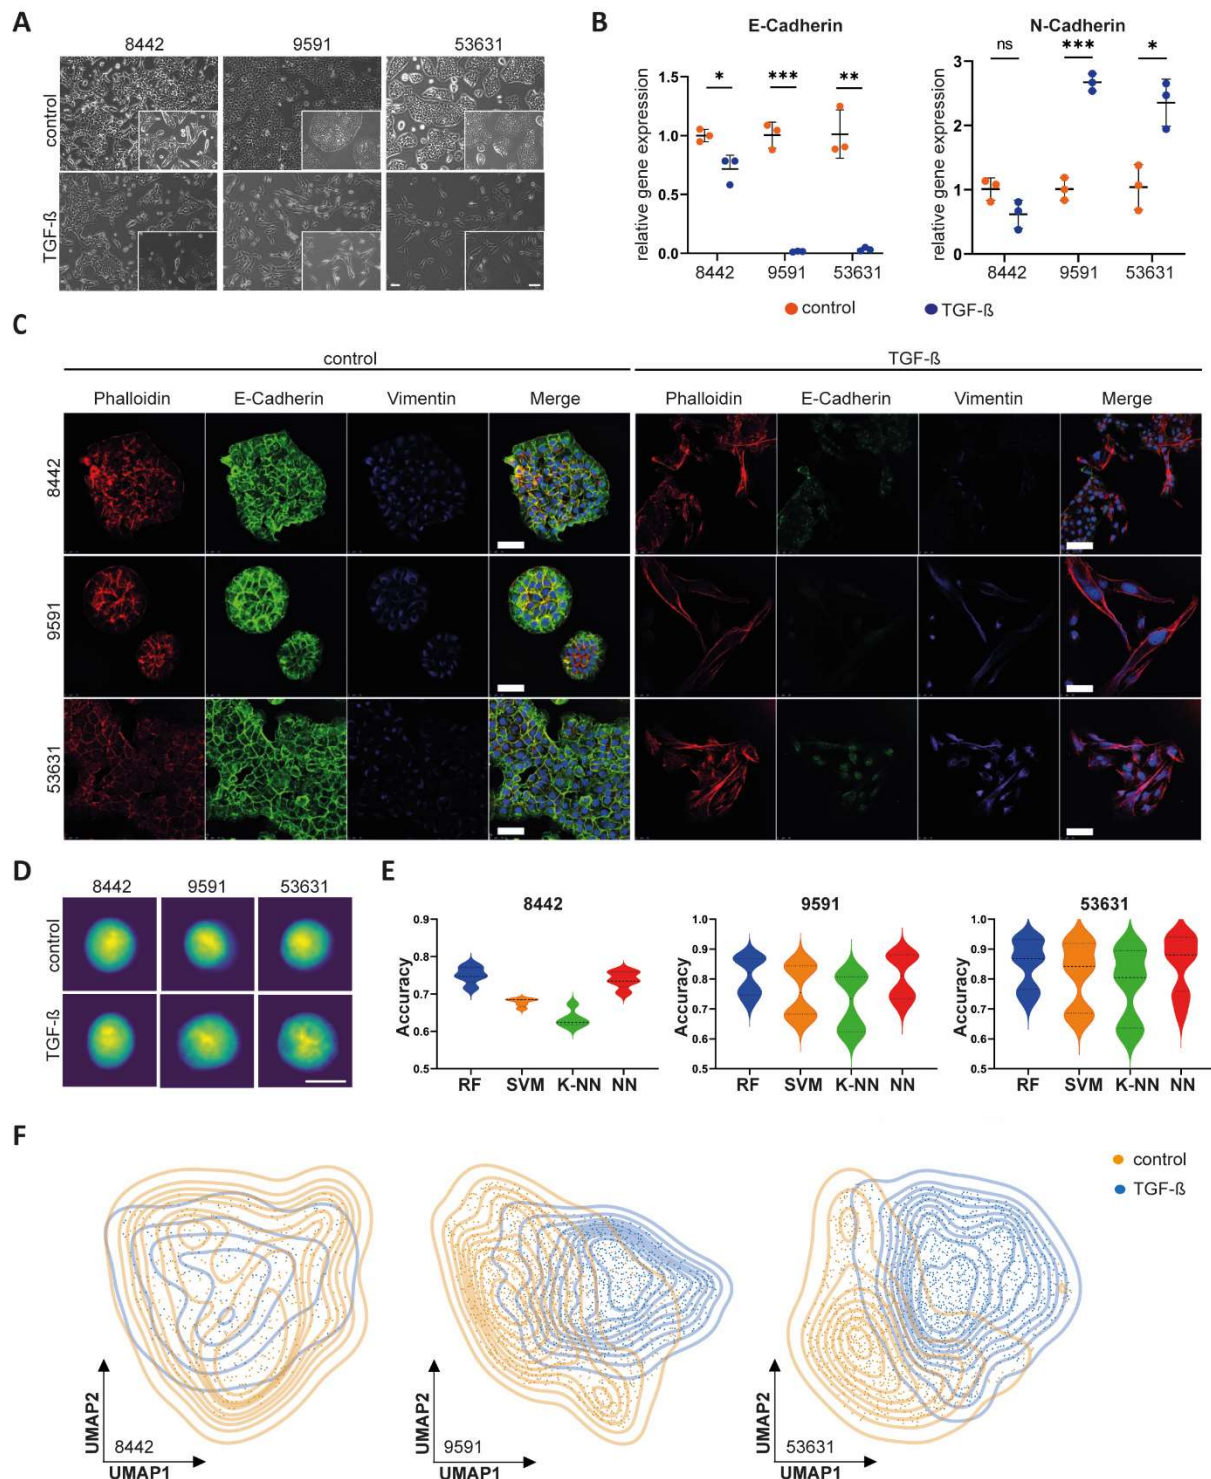 A
8442 9591 53631
control
TGF-ß
B
E-Cadherin
relative gene expression
1.5
1.0
0.5
0.0
* *** **
8442 9591 53631
N-Cadherin
relative gene expression
3
2
1
0
ns *** *
8442 9591 53631
control TGF-ß
C
control TGF-ß
Phalloidin E-Cadherin Vimentin Merge Phalloidin E-Cadherin Vimentin Merge
8442
9591
53631
D
8442 9591 53631
control
TGF-ß
E
8442
Accuracy
0.9
0.8
0.7
0.6
0.5
RF SVM K-NN NN
9591
Accuracy
1.0
0.9
0.8
0.7
0.6
0.5
RF SVM K-NN NN
53631
Accuracy
1.0
0.9
0.8
0.7
0.6
0.5
RF SVM K-NN NN
F
control
TGF-ß
UMAP2
8442
UMAP1
UMAP2
9591
UMAP1
UMAP2
53631
UMAP1